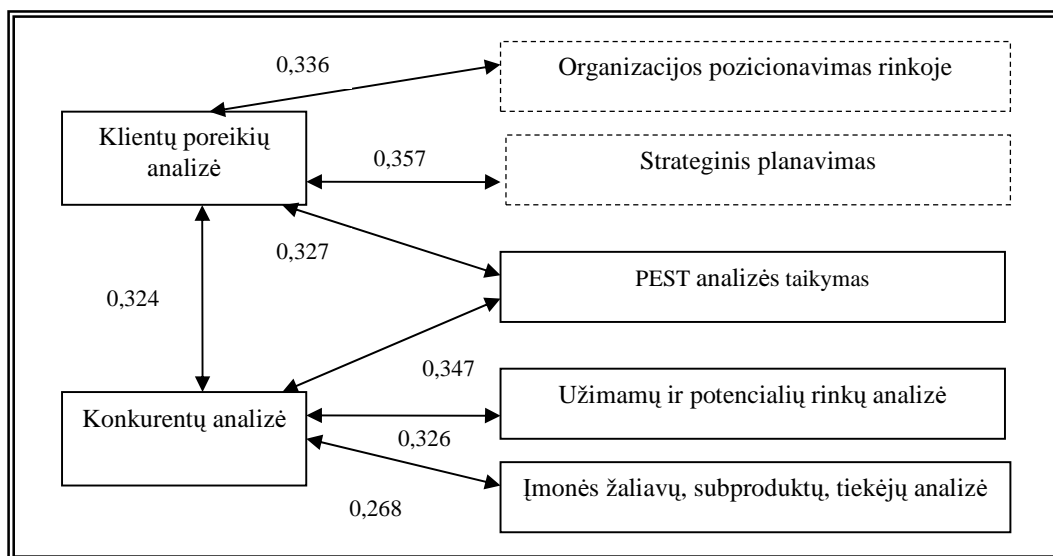 0,336
Organizacijos pozicionavimas rinkoje
Klientų poreikių
analizė
0,357
Strateginis planavimas
0,327
PEST analizės taikymas
0,324
0,347
Užimamų ir potencialių rinkų analizė
Konkurentų analizė
0,326
Įmonės žaliavų, subproduktų, tiekėjų analizė
0,268